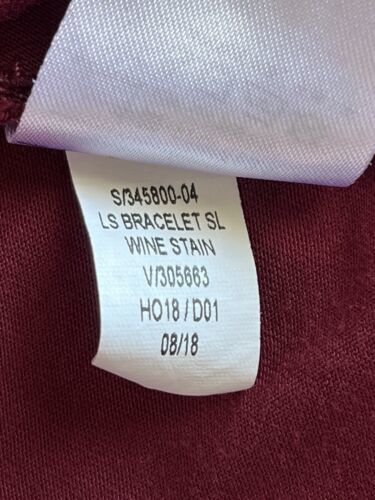 S/345800-04
LS BRACELET SL
WINE STAIN
V/305663
HO18 / D01
08/18